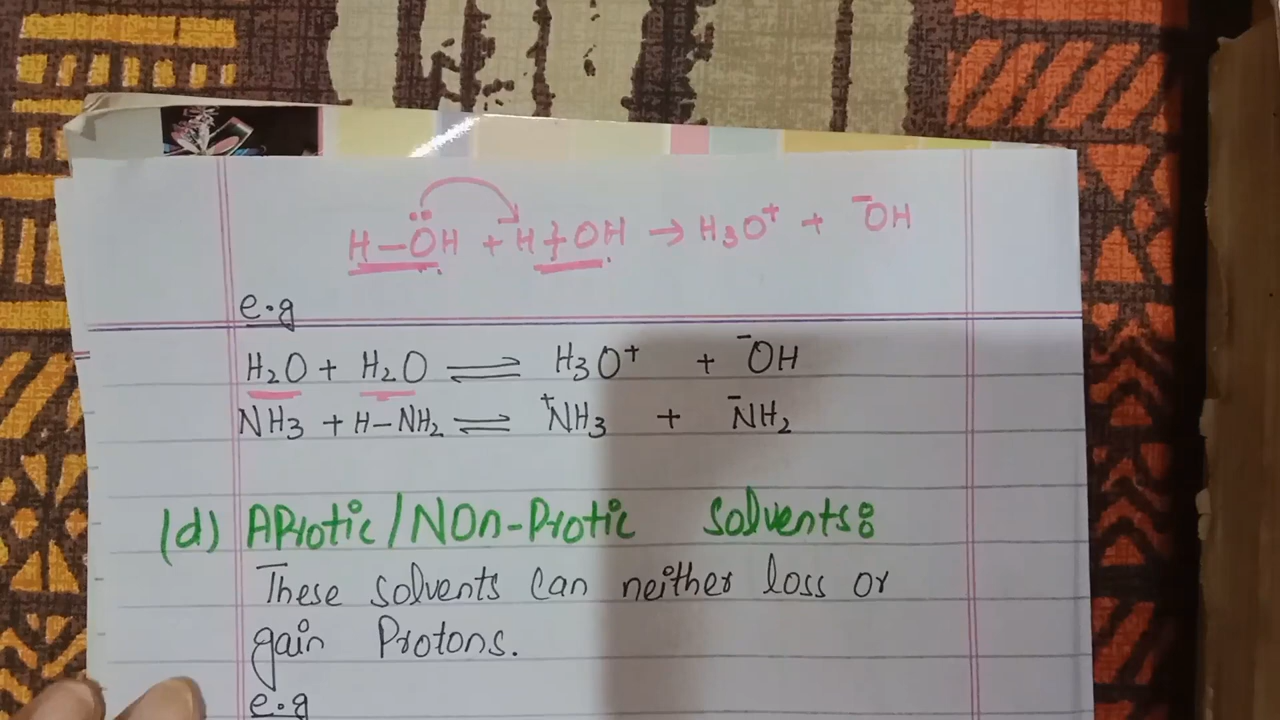 H–ÖH + H+OH → H₃O⁺ + ⁻OH
e.g
H₂O + H₂O ⇌ H₃O⁺ + ⁻OH
NH₃ + H–NH₂ ⇌ ⁺NH₃ + ⁻NH₂
(d) AProtic/NOn-Protic Solvents:
These solvents can neither loss or
gain Protons.
e.g